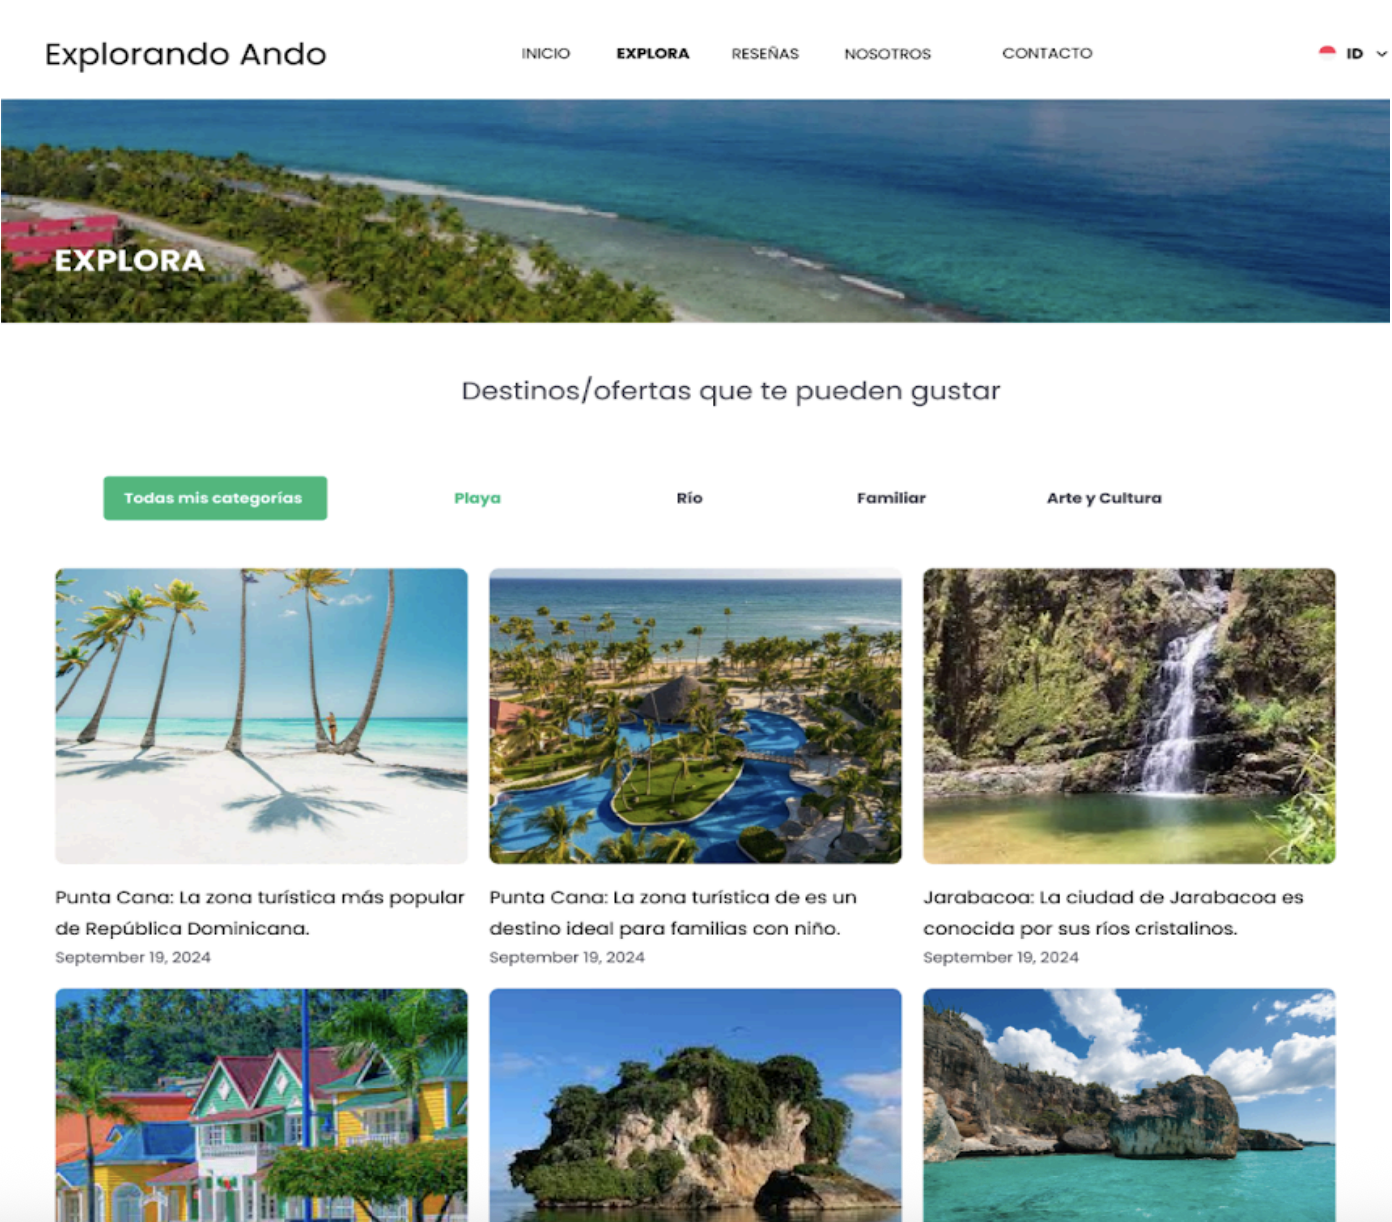 Explorando Ando
INICIO
EXPLORA
RESEÑAS
NOSOTROS
CONTACTO
ID
EXPLORA
Destinos/ofertas que te pueden gustar
Todas mis categorías
Playa
Río
Familiar
Arte y Cultura
Punta Cana: La zona turística más popular
de República Dominicana.
September 19, 2024
Punta Cana: La zona turística de es un
destino ideal para familias con niño.
September 19, 2024
Jarabacoa: La ciudad de Jarabacoa es
conocida por sus ríos cristalinos.
September 19, 2024